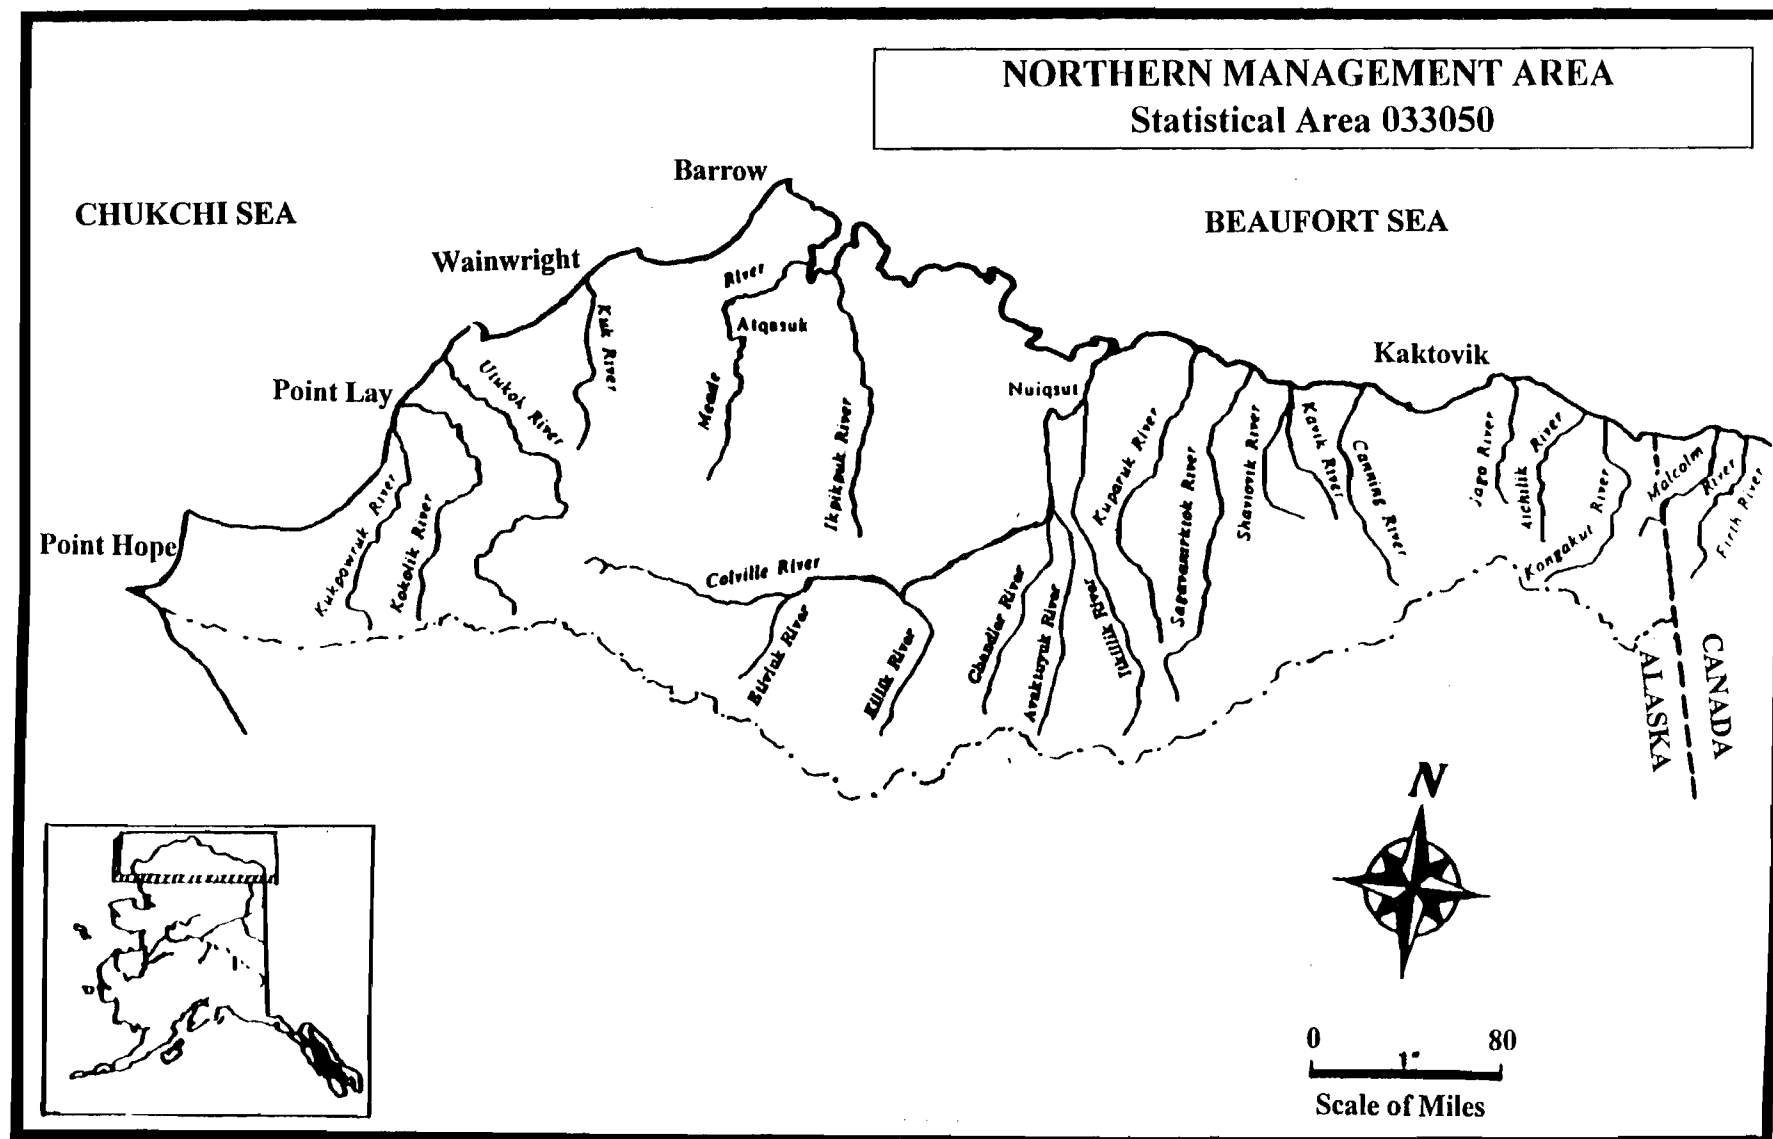 NORTHERN MANAGEMENT AREA
Statistical Area 033050
Barrow
CHUKCHI SEA
BEAUFORT SEA
Wainwright
River
Atqasuk
Kuk River
Kaktovik
Utukok River
Point Lay
Nuiqsut
Meade
Ikpikpuk River
Kuparuk River
Shaviovik River
Kavik River
Canning River
Jago River
Aichilik River
Malcolm River
Firth River
Kongakut River
Sagavanirktok River
Kukpowruk River
Kokolik River
Point Hope
Colville River
Chandler River
Itkillik River
Etivluk River
Killik River
ALASKA
CANADA
N
0 80
1"
Scale of Miles